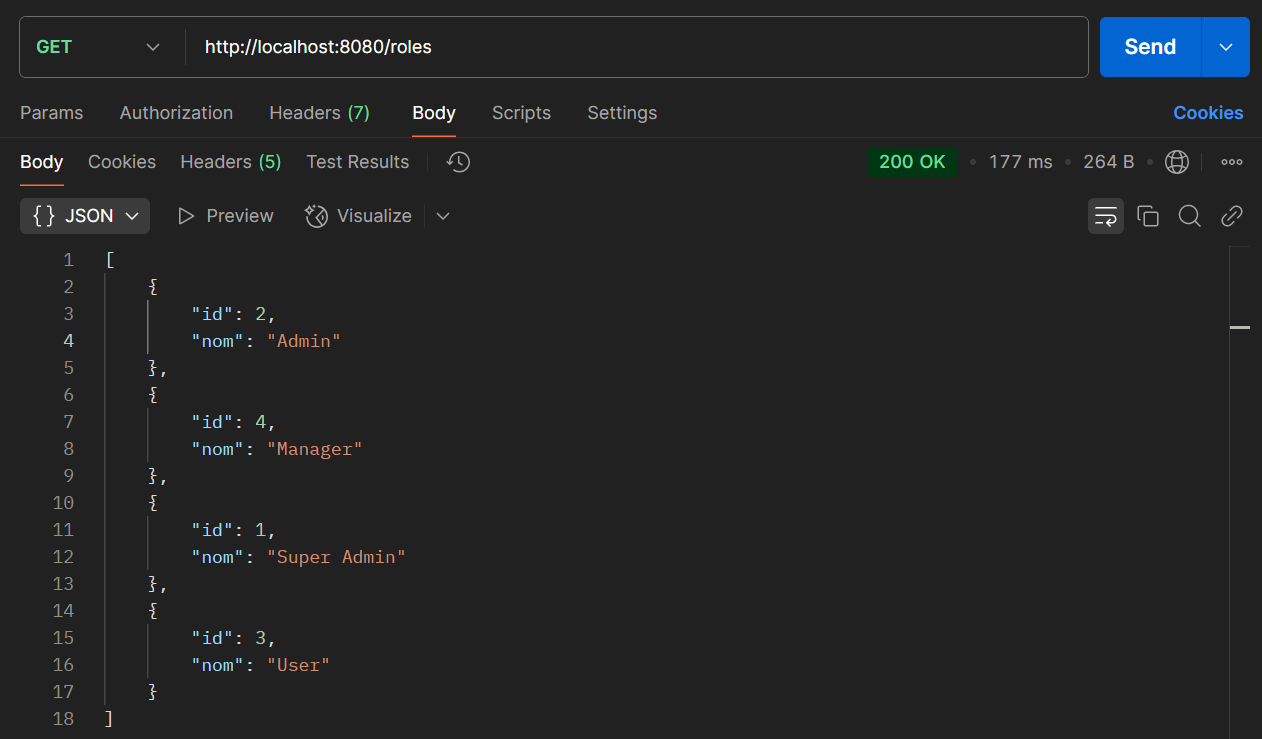 GET http://localhost:8080/roles Send
Params Authorization Headers (7) Body Scripts Settings Cookies
Body Cookies Headers (5) Test Results 200 OK • 177 ms • 264 B •
{} JSON Preview Visualize
1 [
2 {
3 "id": 2,
4 "nom": "Admin"
5 },
6 {
7 "id": 4,
8 "nom": "Manager"
9 },
10 {
11 "id": 1,
12 "nom": "Super Admin"
13 },
14 {
15 "id": 3,
16 "nom": "User"
17 }
18 ]